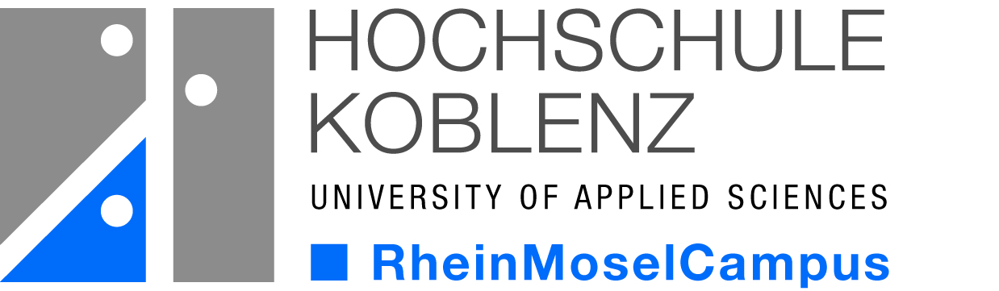 HOCHSCHULE
KOBLENZ
UNIVERSITY OF APPLIED SCIENCES
RheinMoselCampus